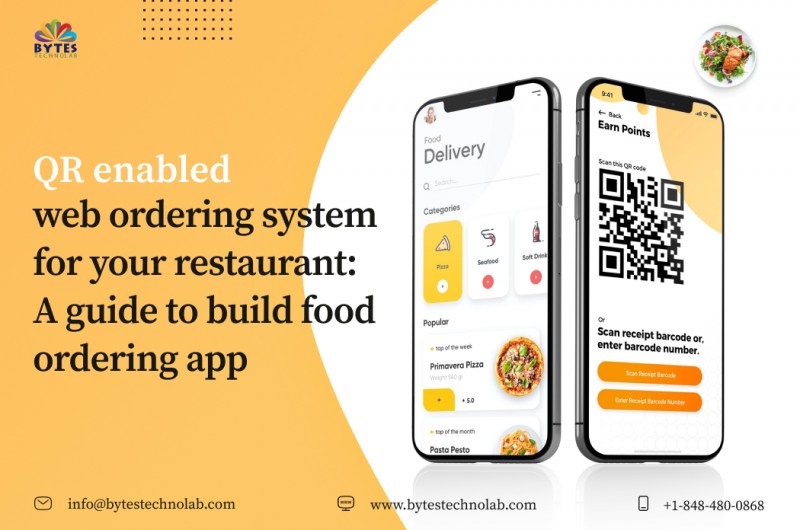 BYTES
TECHNOLAB
QR enabled
web ordering system
for your restaurant:
A guide to build food
ordering app
Food
Delivery
Search...
Categories
Pizza
Seafood
Soft Drink
Popular
top of the week
Primavera Pizza
Weight 540 g
+
5.0
top of the month
Pasta Pesto
9:41
Back
Earn Points
Scan this QR code
Or
Scan receipt barcode or,
enter barcode number.
Scan Receipt Barcode
Enter Receipt Barcode Number
info@bytestechnolab.com
www.bytestechnolab.com
+1-848-480-0868